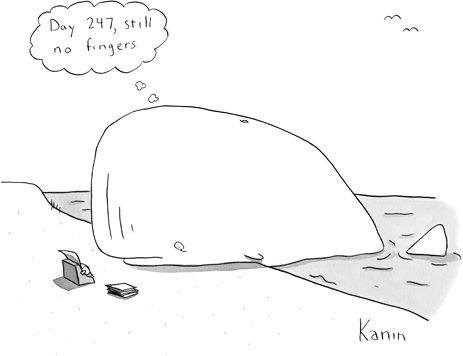 Day 247, still
no fingers.
Kanin